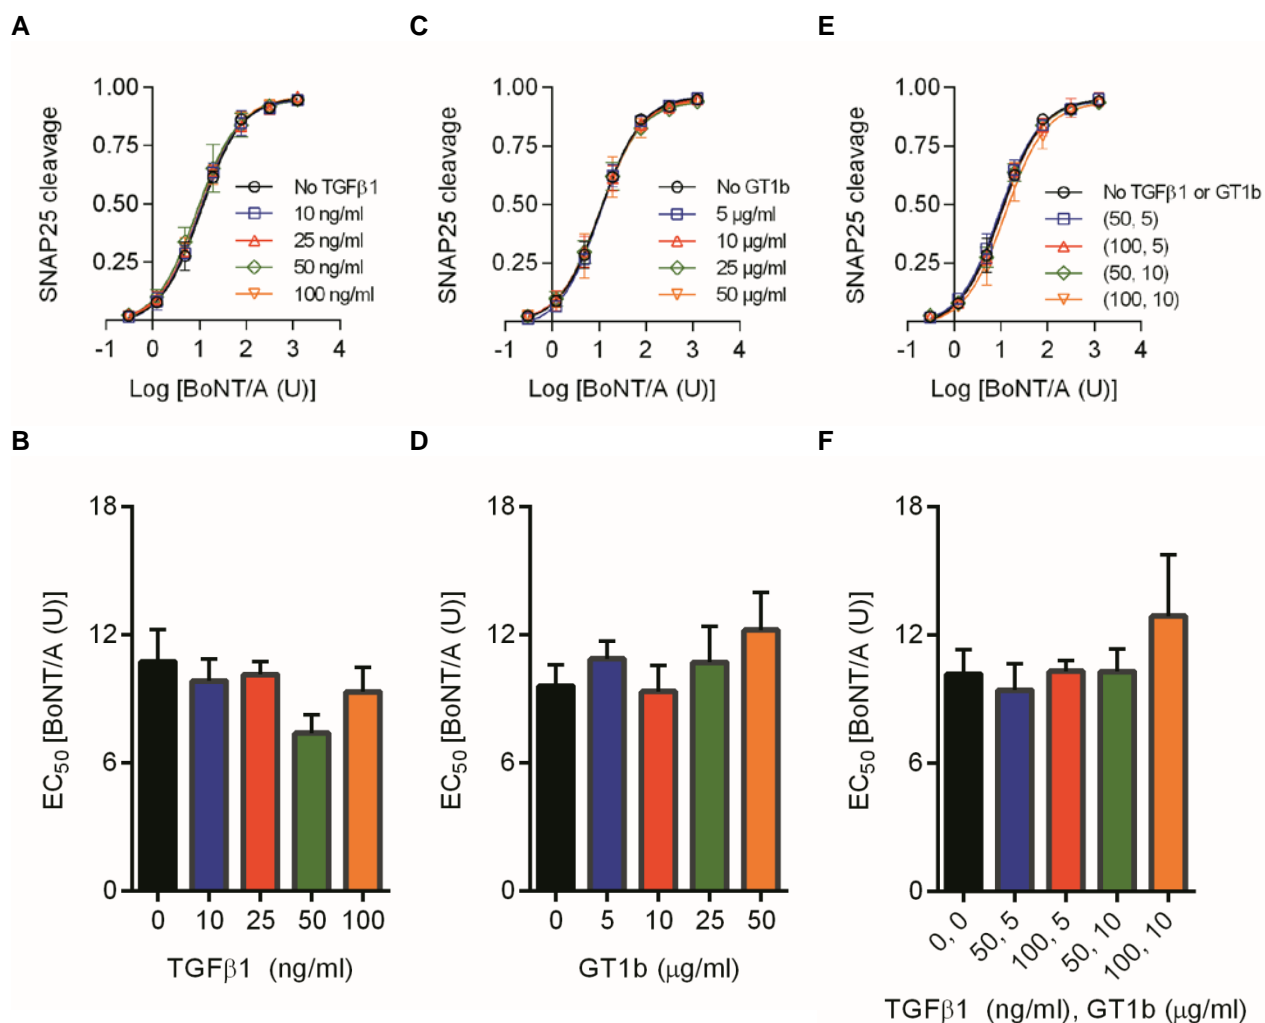 A
C
E
SNAP25 cleavage
1.00
0.75
0.50
0.25
-1 0 1 2 3 4
Log [BoNT/A (U)]
No TGFβ1
10 ng/ml
25 ng/ml
50 ng/ml
100 ng/ml
SNAP25 cleavage
1.00
0.75
0.50
0.25
-1 0 1 2 3 4
Log [BoNT/A (U)]
No GT1b
5 µg/ml
10 µg/ml
25 µg/ml
50 µg/ml
SNAP25 cleavage
1.00
0.75
0.50
0.25
-1 0 1 2 3 4
Log [BoNT/A (U)]
No TGFβ1 or GT1b
(50, 5)
(100, 5)
(50, 10)
(100, 10)
B
D
F
EC50 [BoNT/A (U)]
18
12
6
0
0 10 25 50 100
TGFβ1 (ng/ml)
EC50 [BoNT/A (U)]
18
12
6
0
0 5 10 25 50
GT1b (µg/ml)
EC50 [BoNT/A (U)]
18
12
6
0
0, 0 50, 5 100, 5 50, 10 100, 10
TGFβ1 (ng/ml), GT1b (µg/ml)